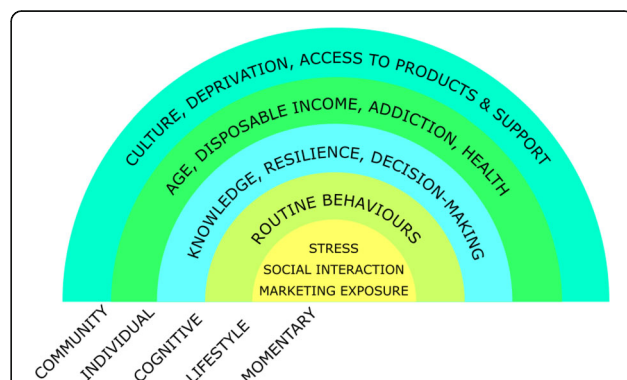 CULTURE, DEPRIVATION, ACCESS TO PRODUCTS & SUPPORT
AGE, DISPOSABLE INCOME, ADDICTION, HEALTH
KNOWLEDGE, RESILIENCE, DECISION-MAKING
ROUTINE BEHAVIOURS
STRESS
SOCIAL INTERACTION
MARKETING EXPOSURE
COMMUNITY
INDIVIDUAL
COGNITIVE
LIFESTYLE
MOMENTARY